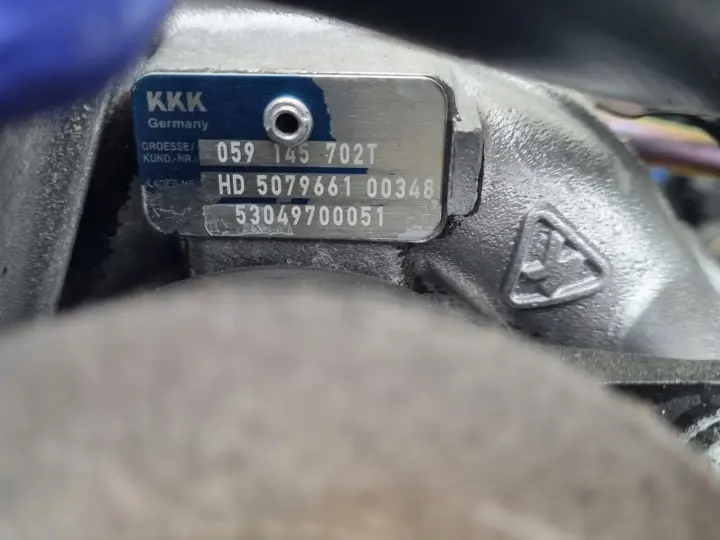 KKK
Germany
GROESSE/
KUND.-NR.: 059 145 702T
HD 5079661 00348
53049700051
K